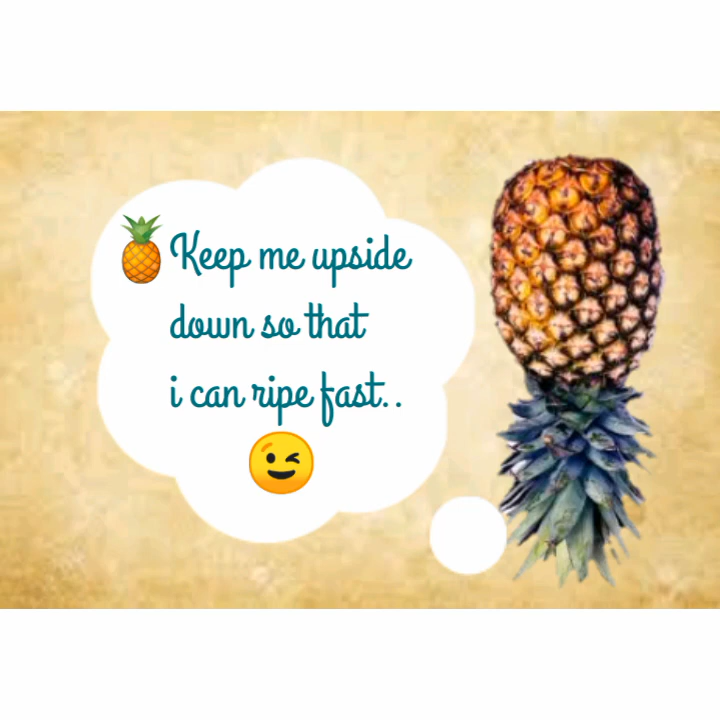 🍍Keep me upside
down so that
i can ripe fast..
😉